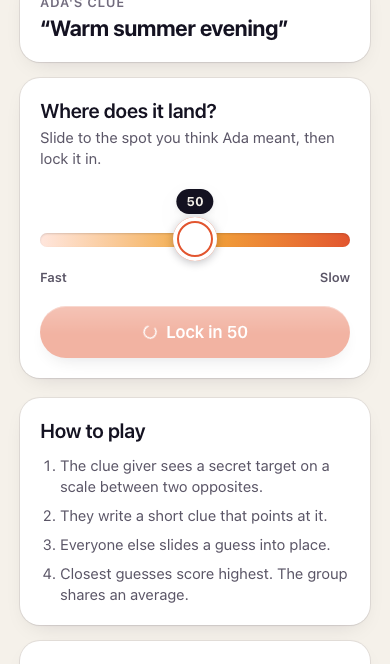 ADA'S CLUE
“Warm summer evening”
Where does it land?
Slide to the spot you think Ada meant, then
lock it in.
50
Fast
Slow
Lock in 50
How to play
1. The clue giver sees a secret target on a
scale between two opposites.
2. They write a short clue that points at it.
3. Everyone else slides a guess into place.
4. Closest guesses score highest. The group
shares an average.